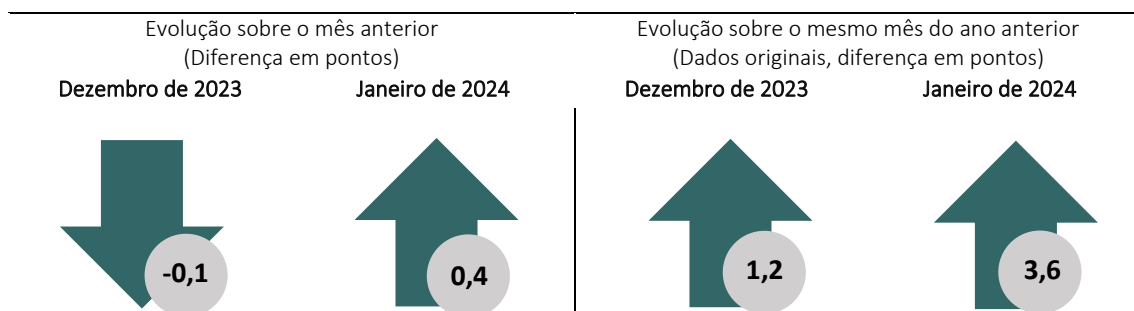 Evolução sobre o mês anterior
(Diferença em pontos)
Dezembro de 2023
Janeiro de 2024
-0,1
0,4
Evolução sobre o mesmo mês do ano anterior
(Dados originais, diferença em pontos)
Dezembro de 2023
Janeiro de 2024
1,2
3,6